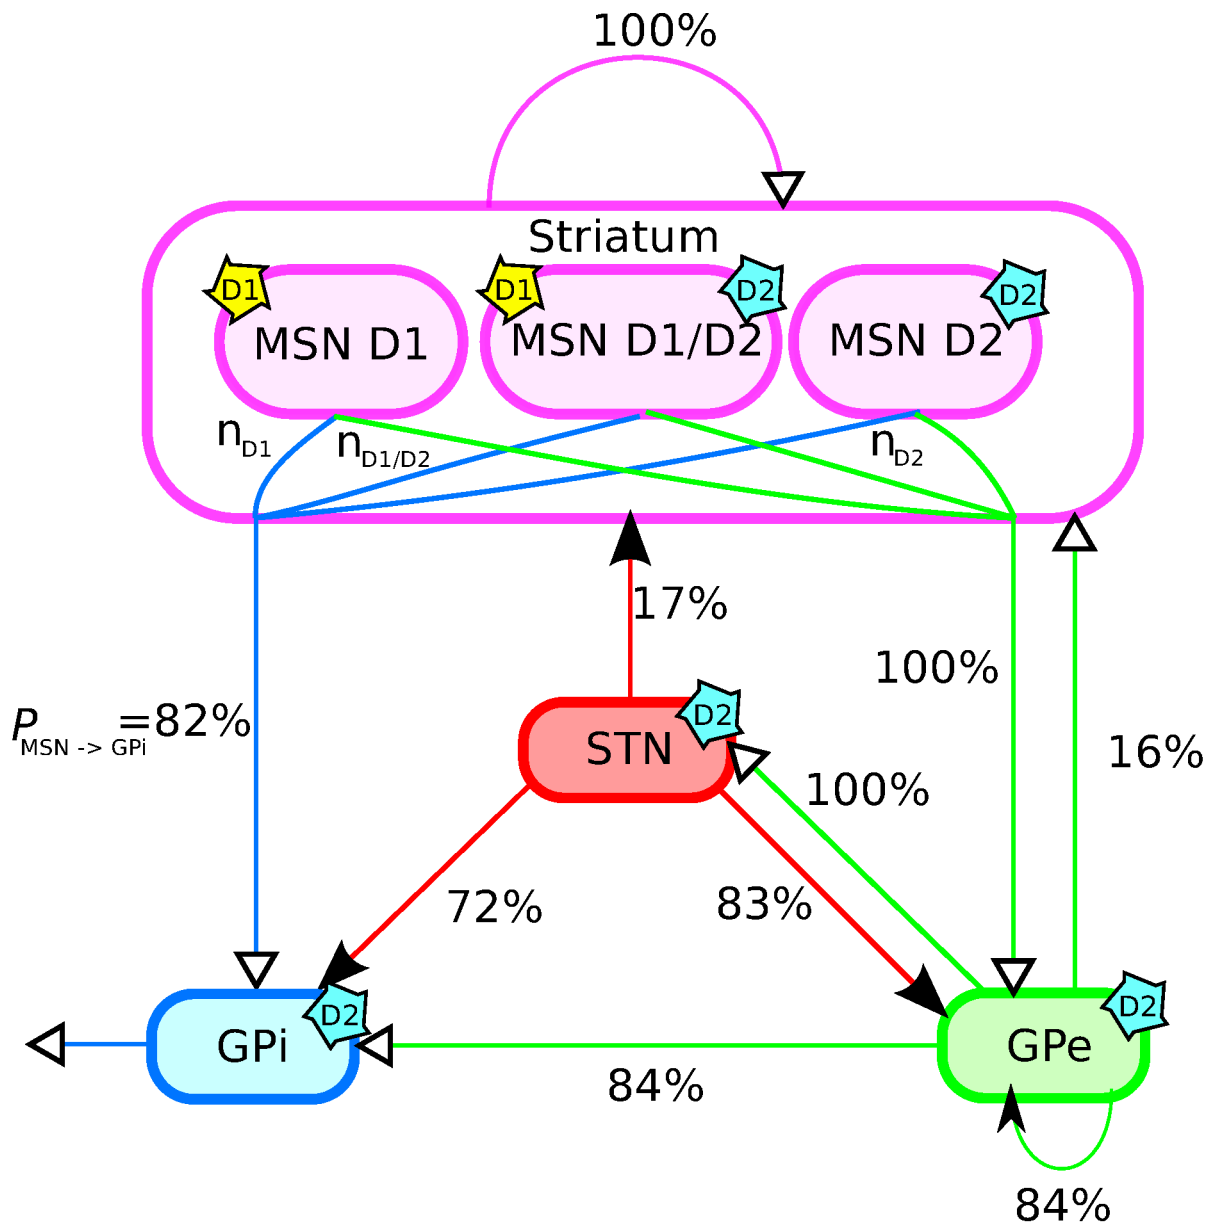 100%
Striatum
D1
D1
D2
D2
MSN D1
MSN D1/D2
MSN D2
nD1
nD1/D2
nD2
17%
100%
PMSN -> GPi=82%
D2
STN
16%
100%
72%
83%
D2
D2
GPi
GPe
84%
84%